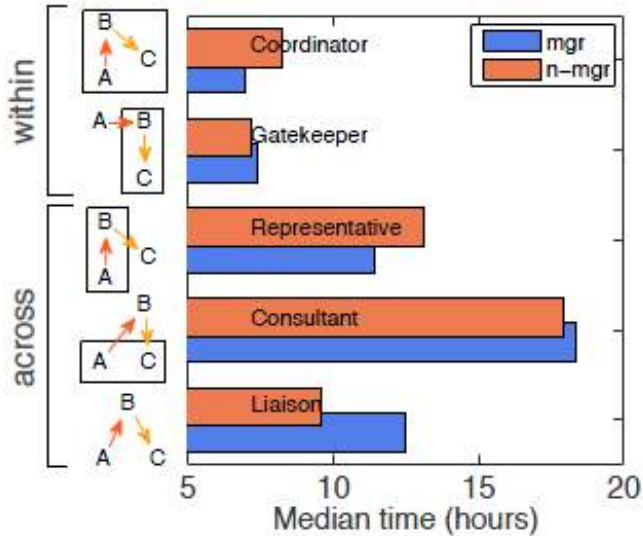 within
B
C
A
Coordinator
A
B
C
Gatekeeper
across
B
C
A
Representative
B
A C
Consultant
B
A C
Liaison
mgr
n-mgr
5 10 15 20
Median time (hours)